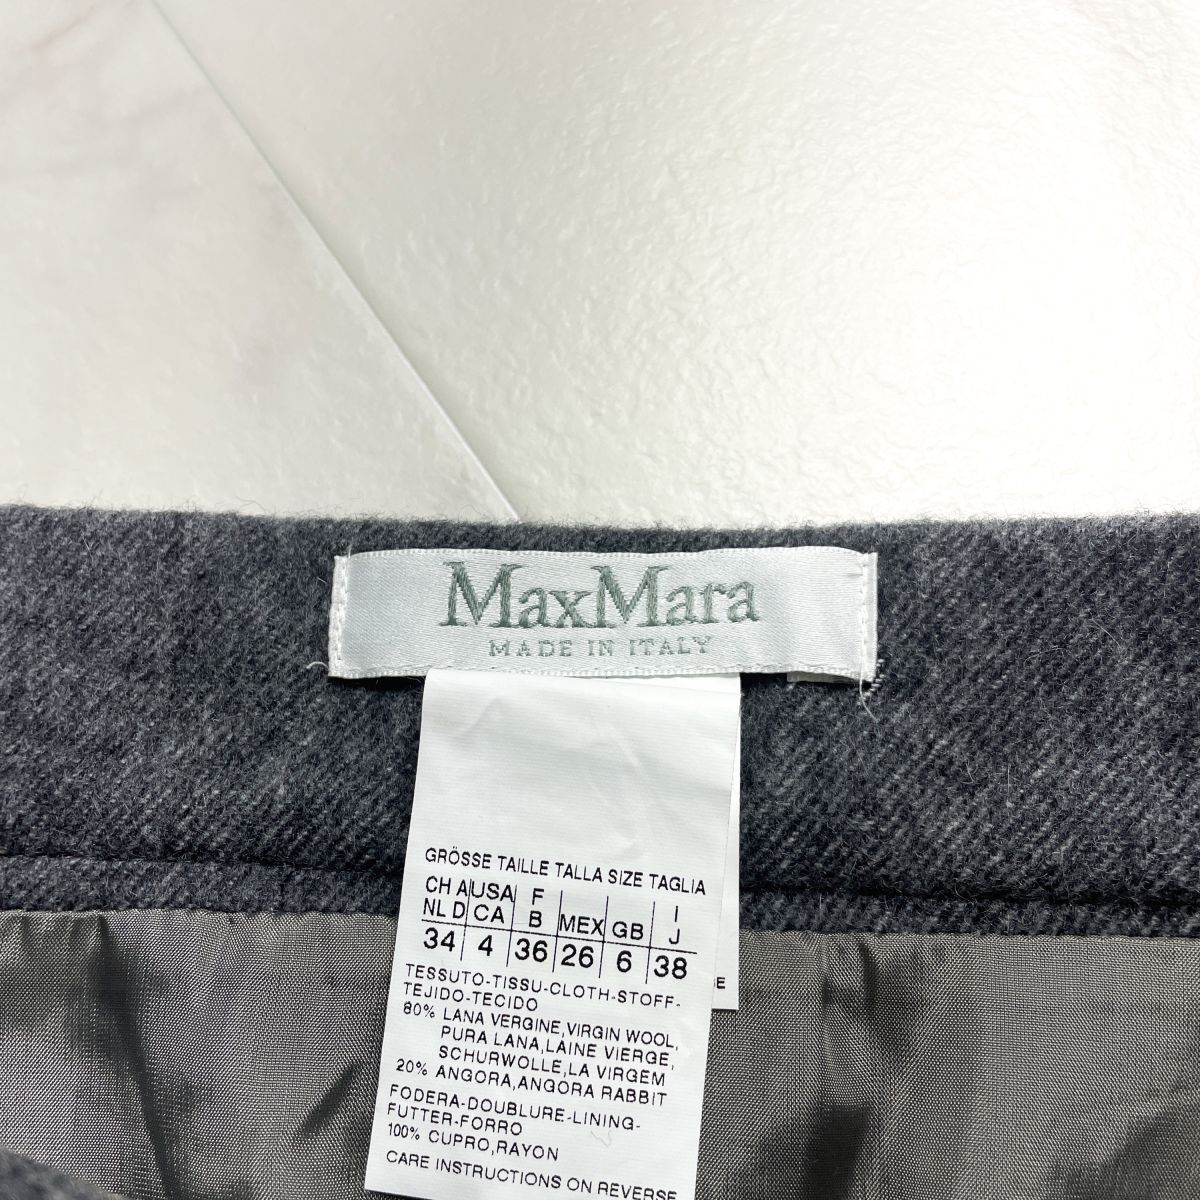 MaxMara
MADE IN ITALY
GRÖSSE TAILLE TALLA SIZE TAGLIA
CH A USA F MEX GB I
NL D CA B J
34 4 36 26 6 38
TESSUTO-TISSU-CLOTH-STOFF-
TEJIDO-TECIDO
80% LANA VERGINE,VIRGIN WOOL,
PURA LANA,LAINE VIERGE,
SCHURWOLLE,LA VIRGEM
20% ANGORA,ANGORA RABBIT
FODERA-DOUBLURE-LINING-
FUTTER-FORRO
100% CUPRO,RAYON
CARE INSTRUCTIONS ON REVERSE